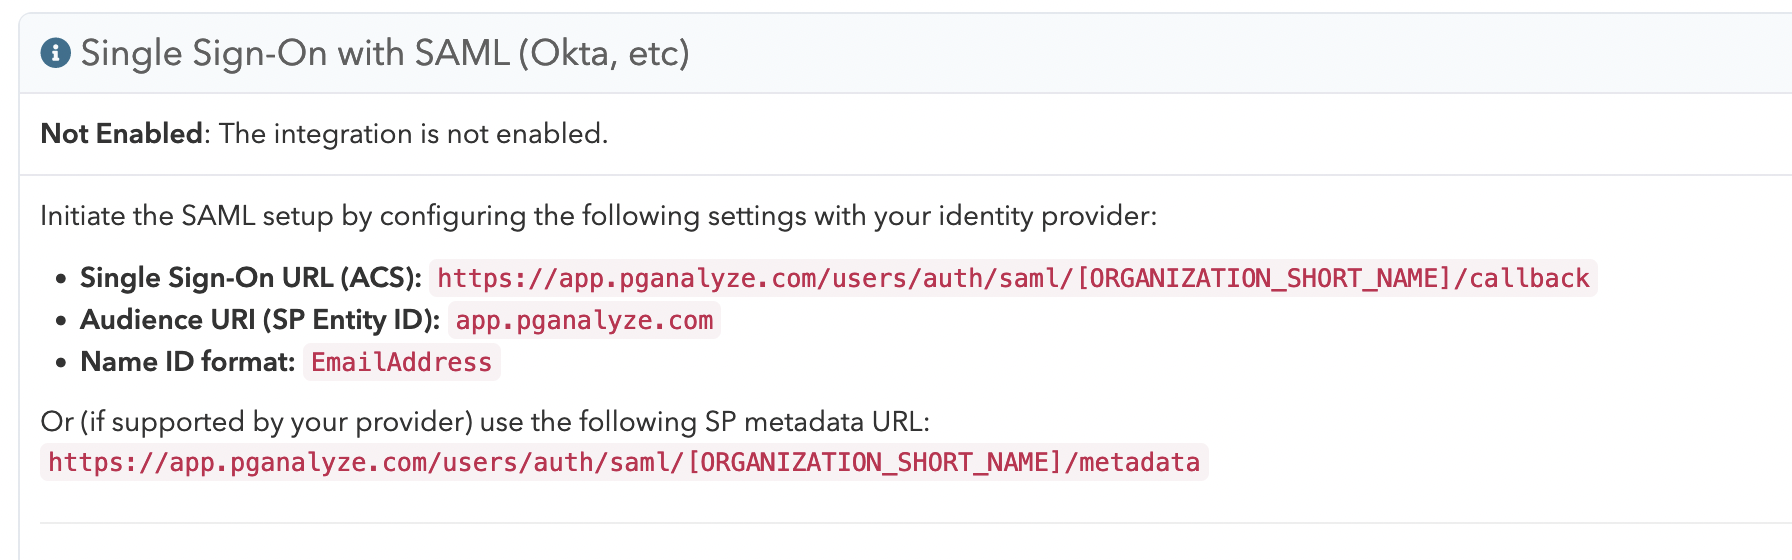 Single Sign-On with SAML (Okta, etc)
Not Enabled: The integration is not enabled.
Initiate the SAML setup by configuring the following settings with your identity provider:
• Single Sign-On URL (ACS): https://app.pganalyze.com/users/auth/saml/[ORGANIZATION_SHORT_NAME]/callback
• Audience URI (SP Entity ID): app.pganalyze.com
• Name ID format: EmailAddress
Or (if supported by your provider) use the following SP metadata URL:
https://app.pganalyze.com/users/auth/saml/[ORGANIZATION_SHORT_NAME]/metadata